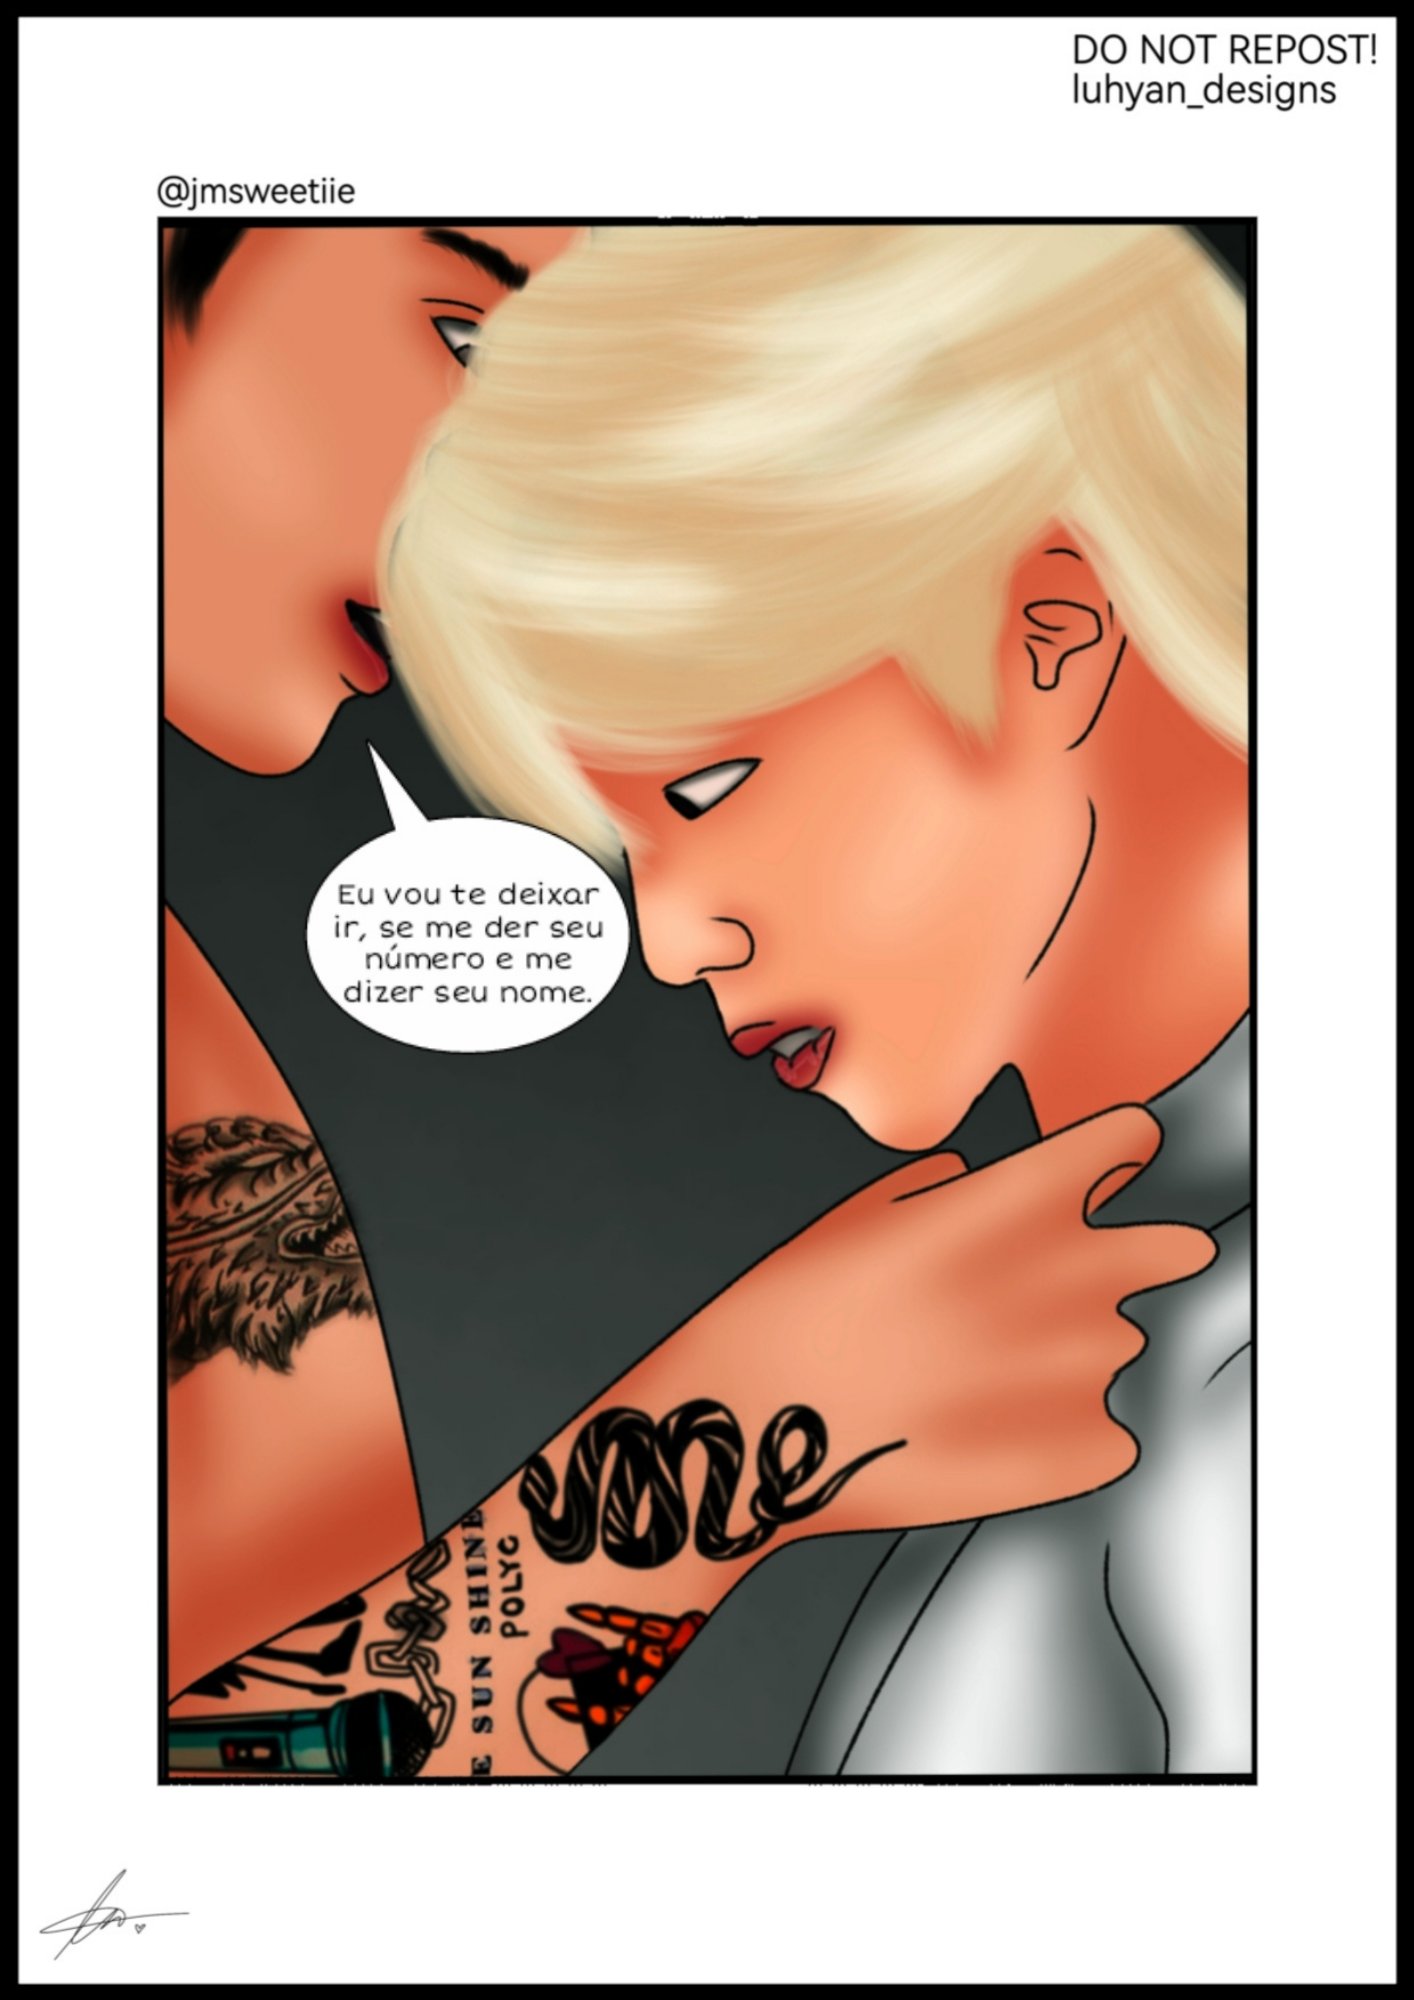 DO NOT REPOST!
luhyan_designs
@jmsweetiie
Eu vou te deixar
ir, se me der seu
número e me
dizer seu nome.
E SUN SHINE
POLYC